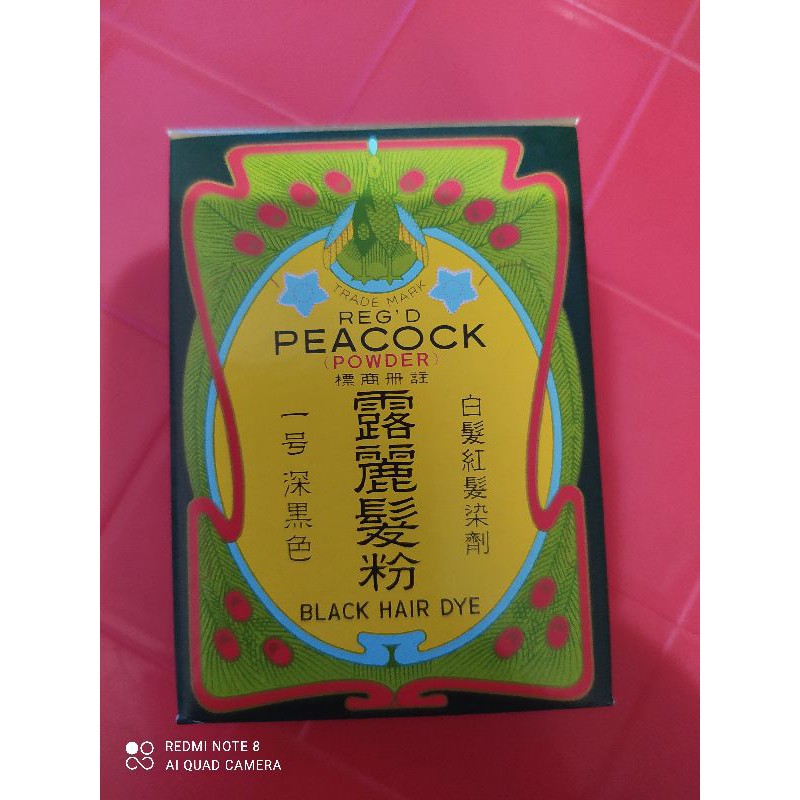 TRADE MARK
REG'D
PEACOCK
(POWDER)
標商冊註
白髮紅髮染劑
露麗髮粉
一号 深黑色
BLACK HAIR DYE
REDMI NOTE 8
AI QUAD CAMERA